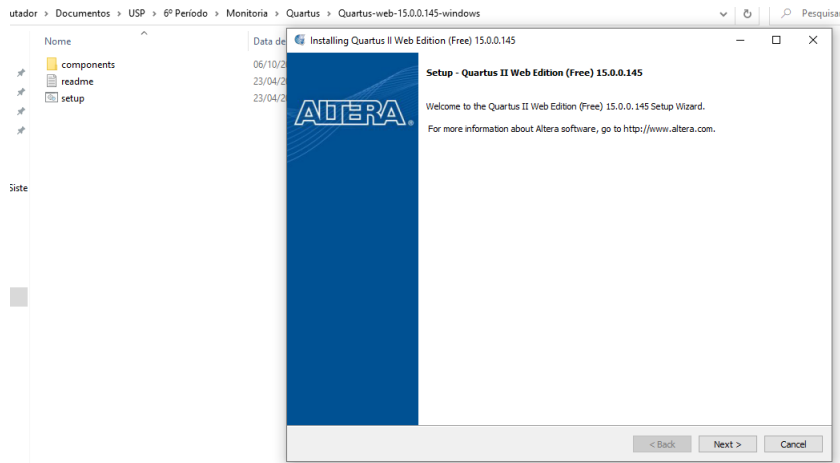 utador > Documentos > USP > 6º Período > Monitoria > Quartus > Quartus-web-15.0.0.145-windows
Pesquisar
Nome
Data de
components
06/10/2
readme
23/04/2
setup
23/04/2
Siste
Installing Quartus II Web Edition (Free) 15.0.0.145
ALTERA®
Setup - Quartus II Web Edition (Free) 15.0.0.145
Welcome to the Quartus II Web Edition (Free) 15.0.0.145 Setup Wizard.
For more information about Altera software, go to http://www.altera.com.
< Back
Next >
Cancel